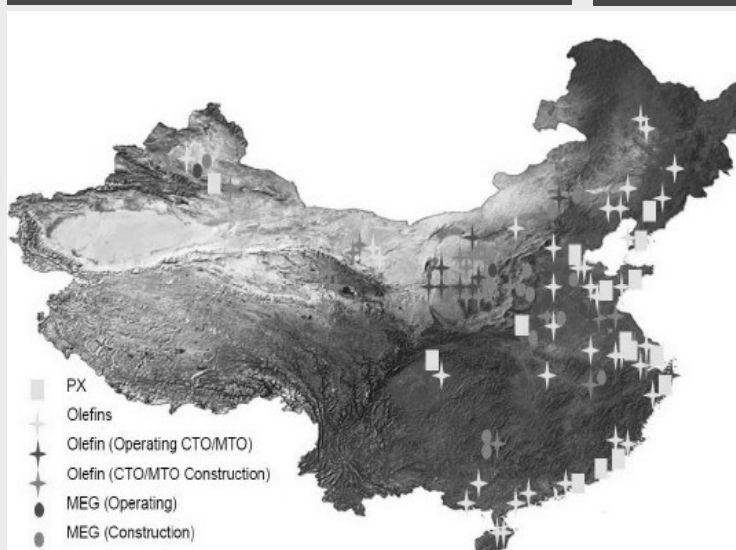 PX
Olefins
Olefin (Operating CTO/MTO)
Olefin (CTO/MTO Construction)
MEG (Operating)
MEG (Construction)